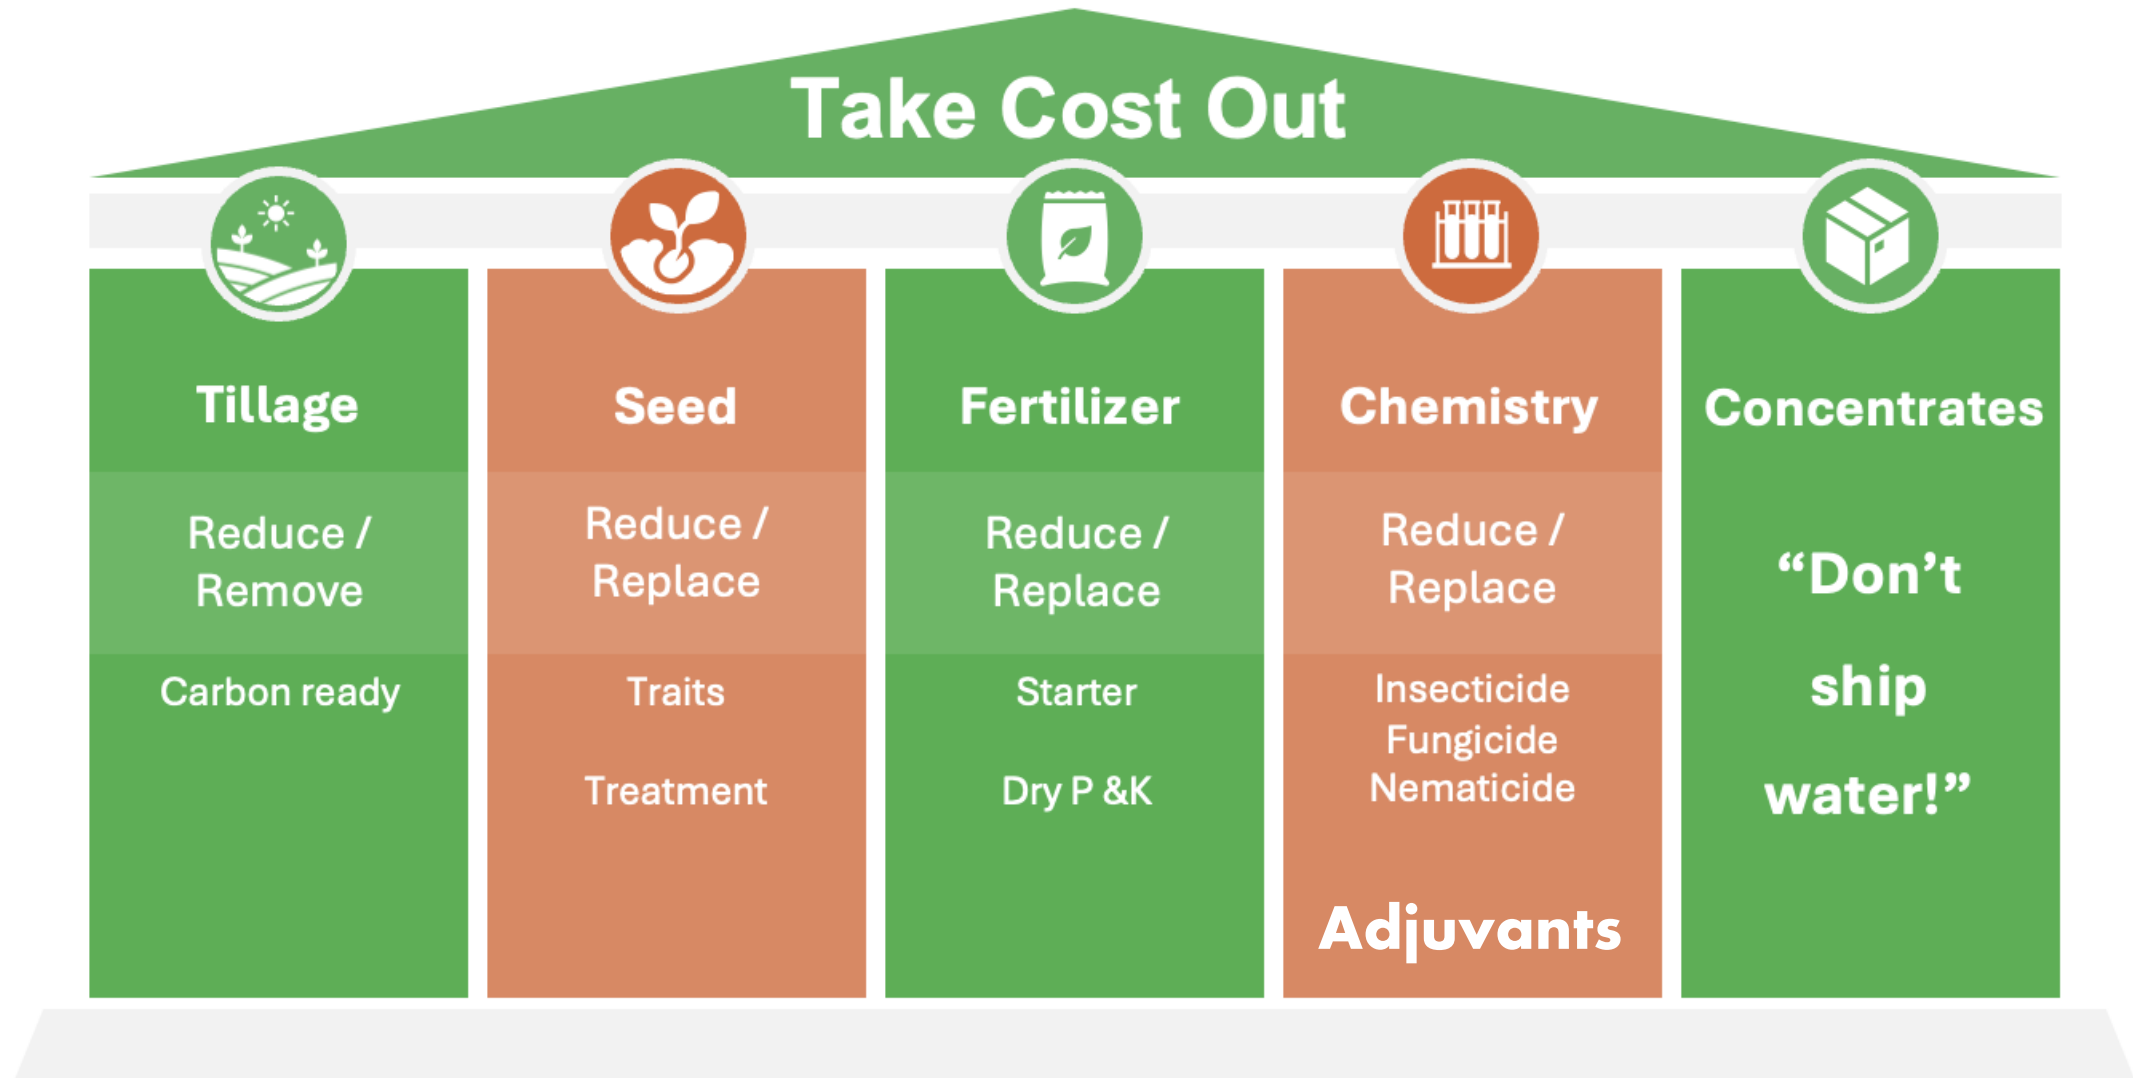 Take Cost Out
Tillage
Reduce /
Remove
Carbon ready
Seed
Reduce /
Replace
Traits
Treatment
Fertilizer
Reduce /
Replace
Starter
Dry P &K
Chemistry
Reduce /
Replace
Insecticide
Fungicide
Nematicide
Adjuvants
Concentrates
“Don’t
ship
water!”